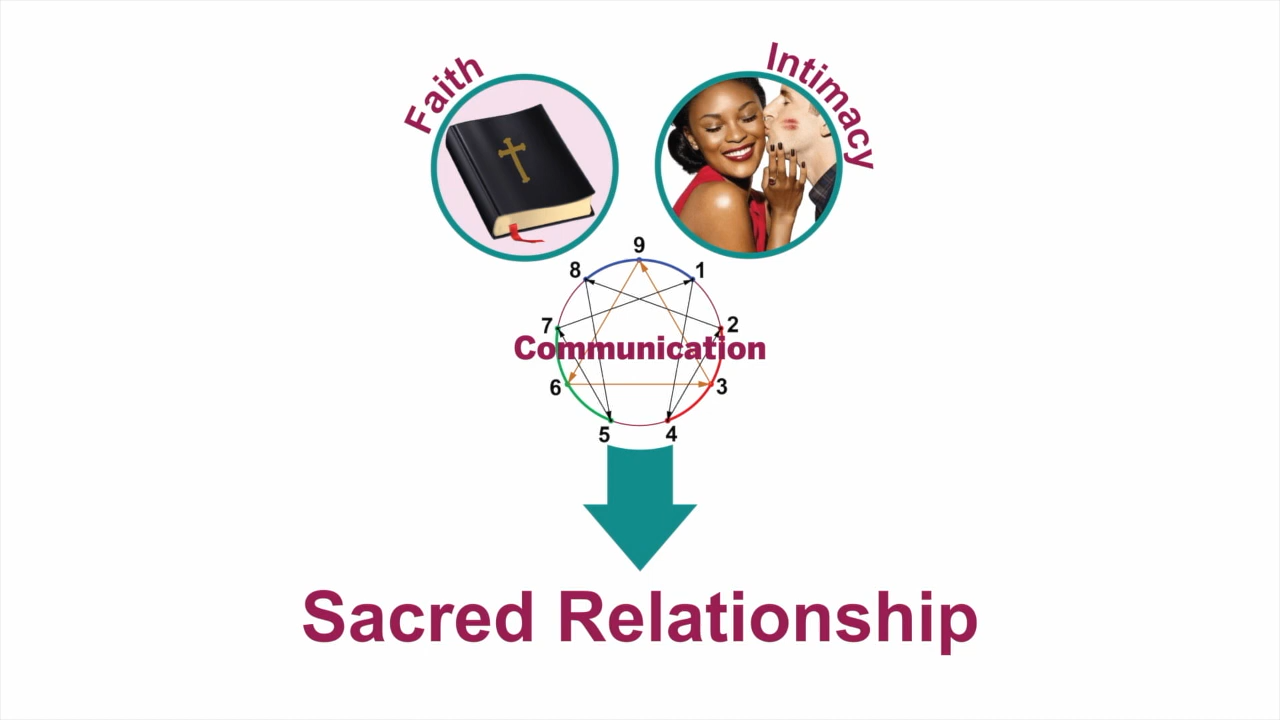 Faith
Intimacy
9
8
1
7
2
Communication
6
3
5
4
Sacred Relationship